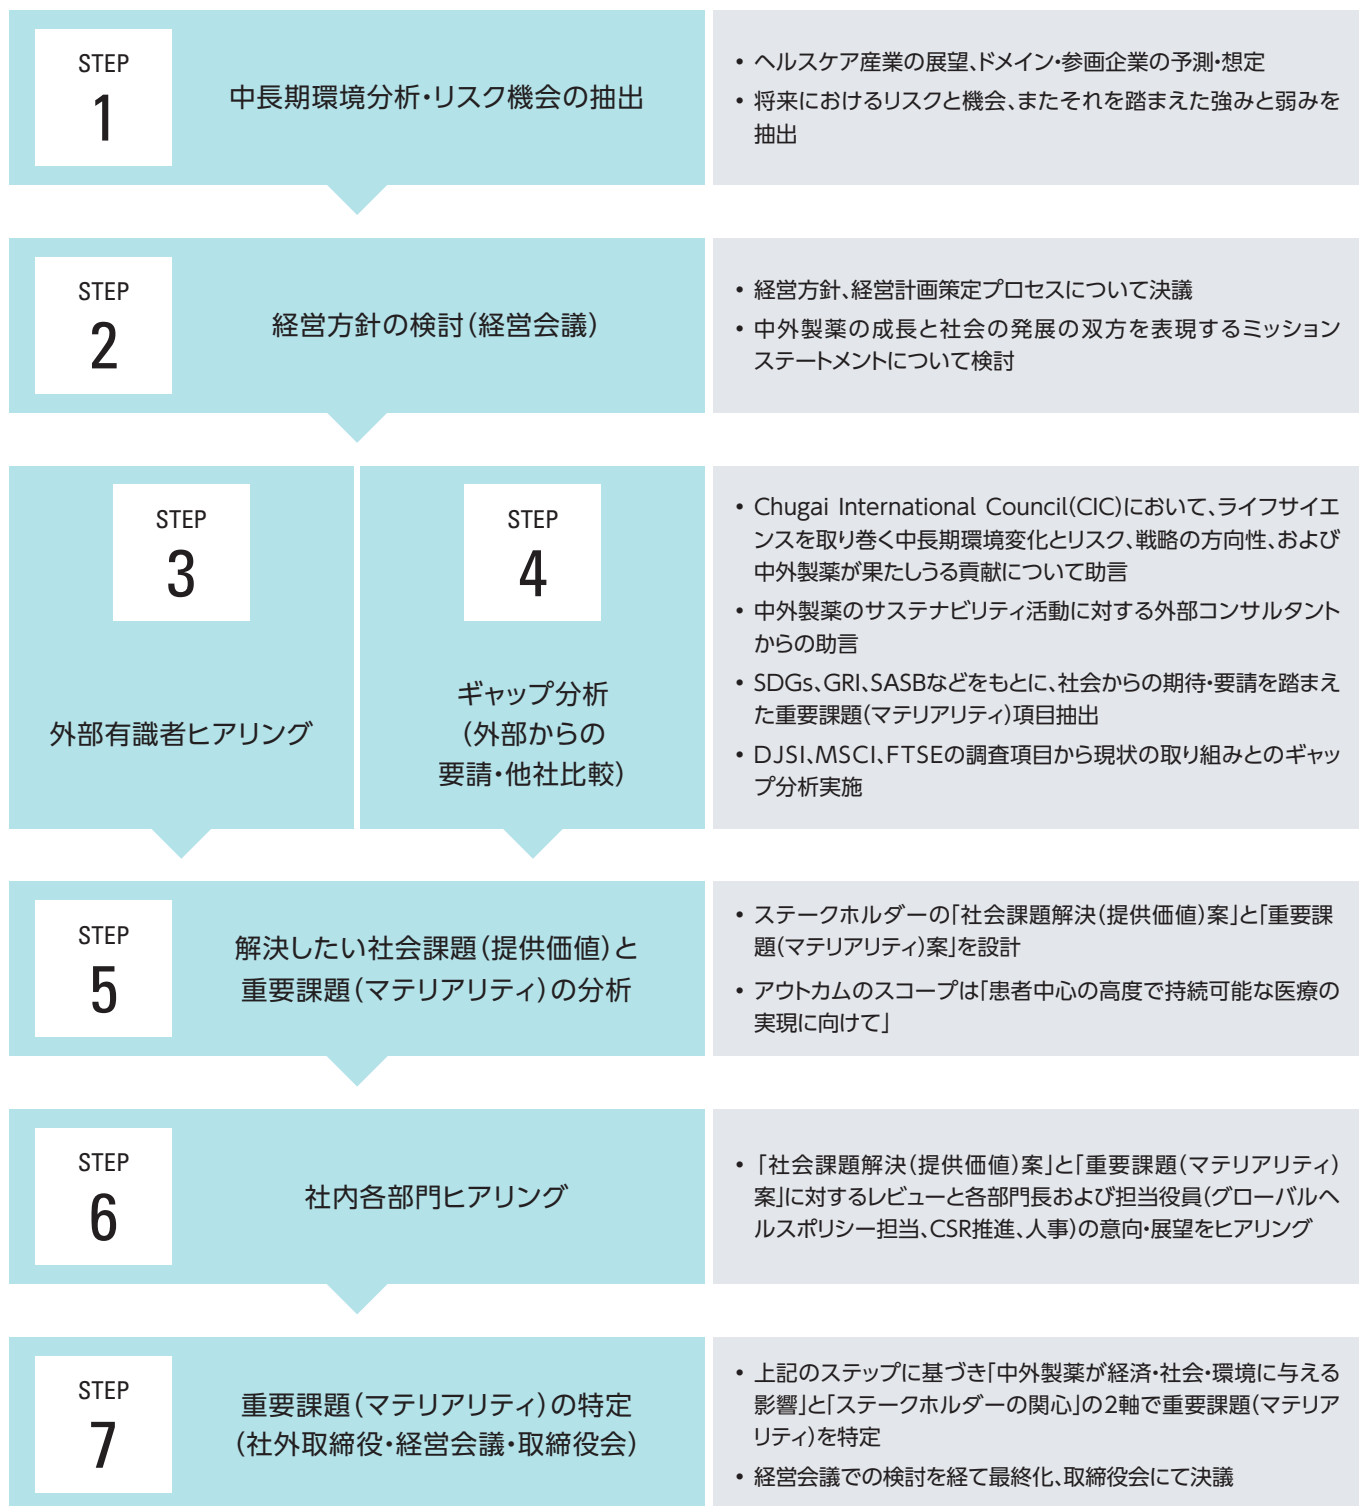 STEP
1
中長期環境分析・リスク機会の抽出
• ヘルスケア産業の展望、ドメイン・参画企業の予測・想定
• 将来におけるリスクと機会、またそれを踏まえた強みと弱みを
抽出
STEP
2
経営方針の検討（経営会議）
• 経営方針、経営計画策定プロセスについて決議
• 中外製薬の成長と社会の発展の双方を表現するミッション
ステートメントについて検討
STEP
3
外部有識者ヒアリング
STEP
4
ギャップ分析
（外部からの
要請・他社比較）
• Chugai International Council(CIC)において、ライフサイエ
ンスを取り巻く中長期環境変化とリスク、戦略の方向性、および
中外製薬が果たしうる貢献について助言
• 中外製薬のサステナビリティ活動に対する外部コンサルタント
からの助言
• SDGs、GRI、SASBなどをもとに、社会からの期待・要請を踏まえ
た重要課題(マテリアリティ)項目抽出
• DJSI、MSCI、FTSEの調査項目から現状の取り組みとのギャッ
プ分析実施
STEP
5
解決したい社会課題（提供価値）と
重要課題（マテリアリティ）の分析
• ステークホルダーの「社会課題解決(提供価値)案」と「重要課
題(マテリアリティ)案」を設計
• アウトカムのスコープは「患者中心の高度で持続可能な医療の
実現に向けて」
STEP
6
社内各部門ヒアリング
• 「社会課題解決(提供価値)案」と「重要課題(マテリアリティ)
案」に対するレビューと各部門長および担当役員(グローバルヘ
ルスポリシー担当、CSR推進、人事)の意向・展望をヒアリング
STEP
7
重要課題（マテリアリティ）の特定
（社外取締役・経営会議・取締役会）
• 上記のステップに基づき「中外製薬が経済・社会・環境に与える
影響」と「ステークホルダーの関心」の2軸で重要課題(マテリア
リティ)を特定
• 経営会議での検討を経て最終化、取締役会にて決議